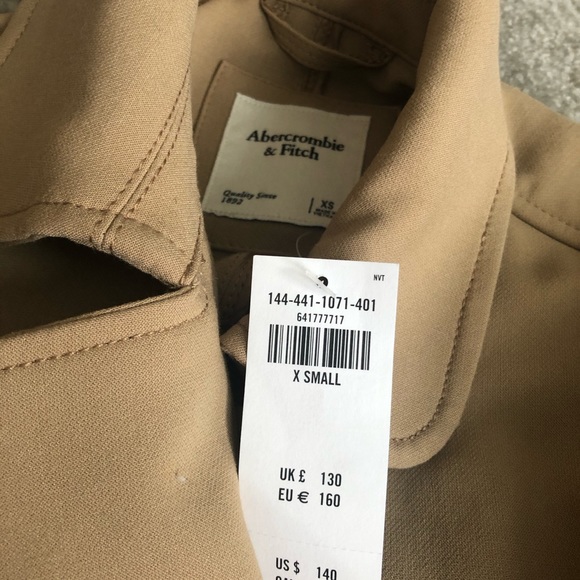 Abercrombie
& Fitch
Quality Since
1892
XS
NVT
144-441-1071-401
641777717
X SMALL
UK £ 130
EU € 160
US $ 140